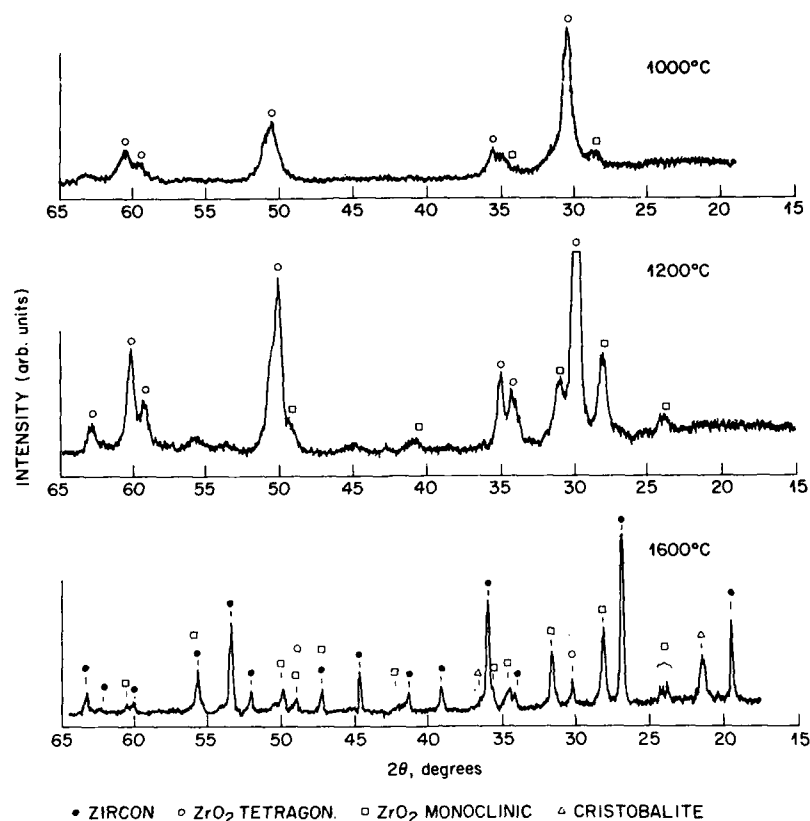 1000°C
65 60 55 50 45 40 35 30 25 20 15
1200°C
65 60 55 50 45 40 35 30 25 20 15
INTENSITY (arb. units)
1600°C
65 60 55 50 45 40 35 30 25 20 15
2θ, degrees
• ZIRCON ○ ZrO₂ TETRAGON. □ ZrO₂ MONOCLINIC △ CRISTOBALITE